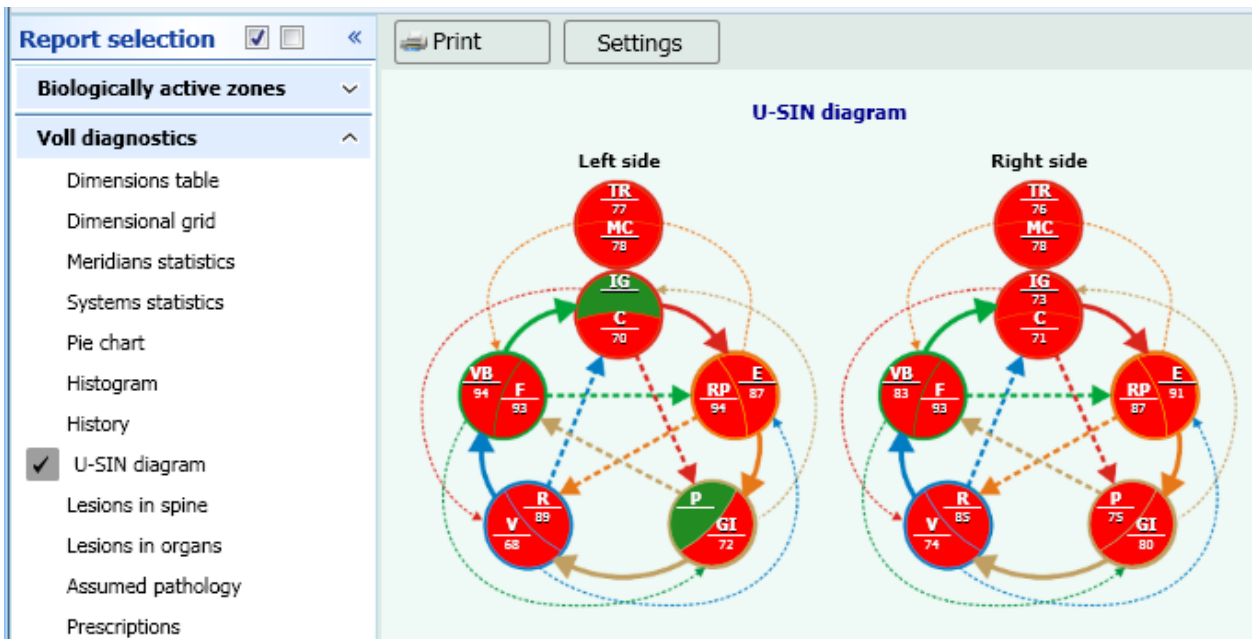 Report selection
Biologically active zones
Voll diagnostics
Dimensions table
Dimensional grid
Meridians statistics
Systems statistics
Pie chart
Histogram
History
U-SIN diagram
Lesions in spine
Lesions in organs
Assumed pathology
Prescriptions
Print
Settings
U-SIN diagram
Left side
TR
77
MC
78
IG
C
70
VB
94
F
93
RP
94
E
87
R
89
V
68
P
GI
72
Right side
TR
76
MC
78
IG
73
C
71
VB
83
F
93
RP
87
E
91
R
85
V
74
P
75
GI
80